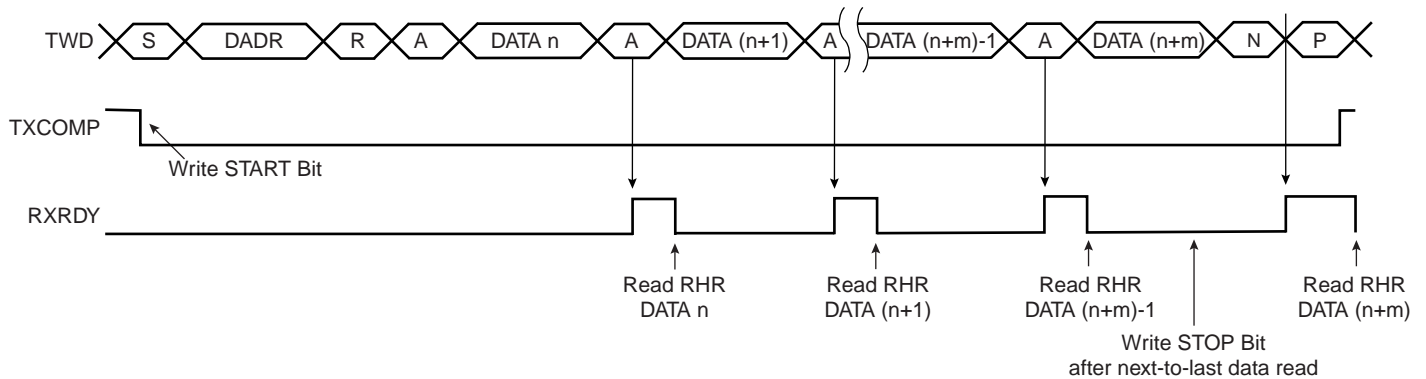 TWD S DADR R A DATA n A DATA (n+1) A DATA (n+m)-1 A DATA (n+m) N P
TXCOMP
Write START Bit
RXRDY
Read RHR
DATA n
Read RHR
DATA (n+1)
Read RHR
DATA (n+m)-1
Read RHR
DATA (n+m)
Write STOP Bit
after next-to-last data read